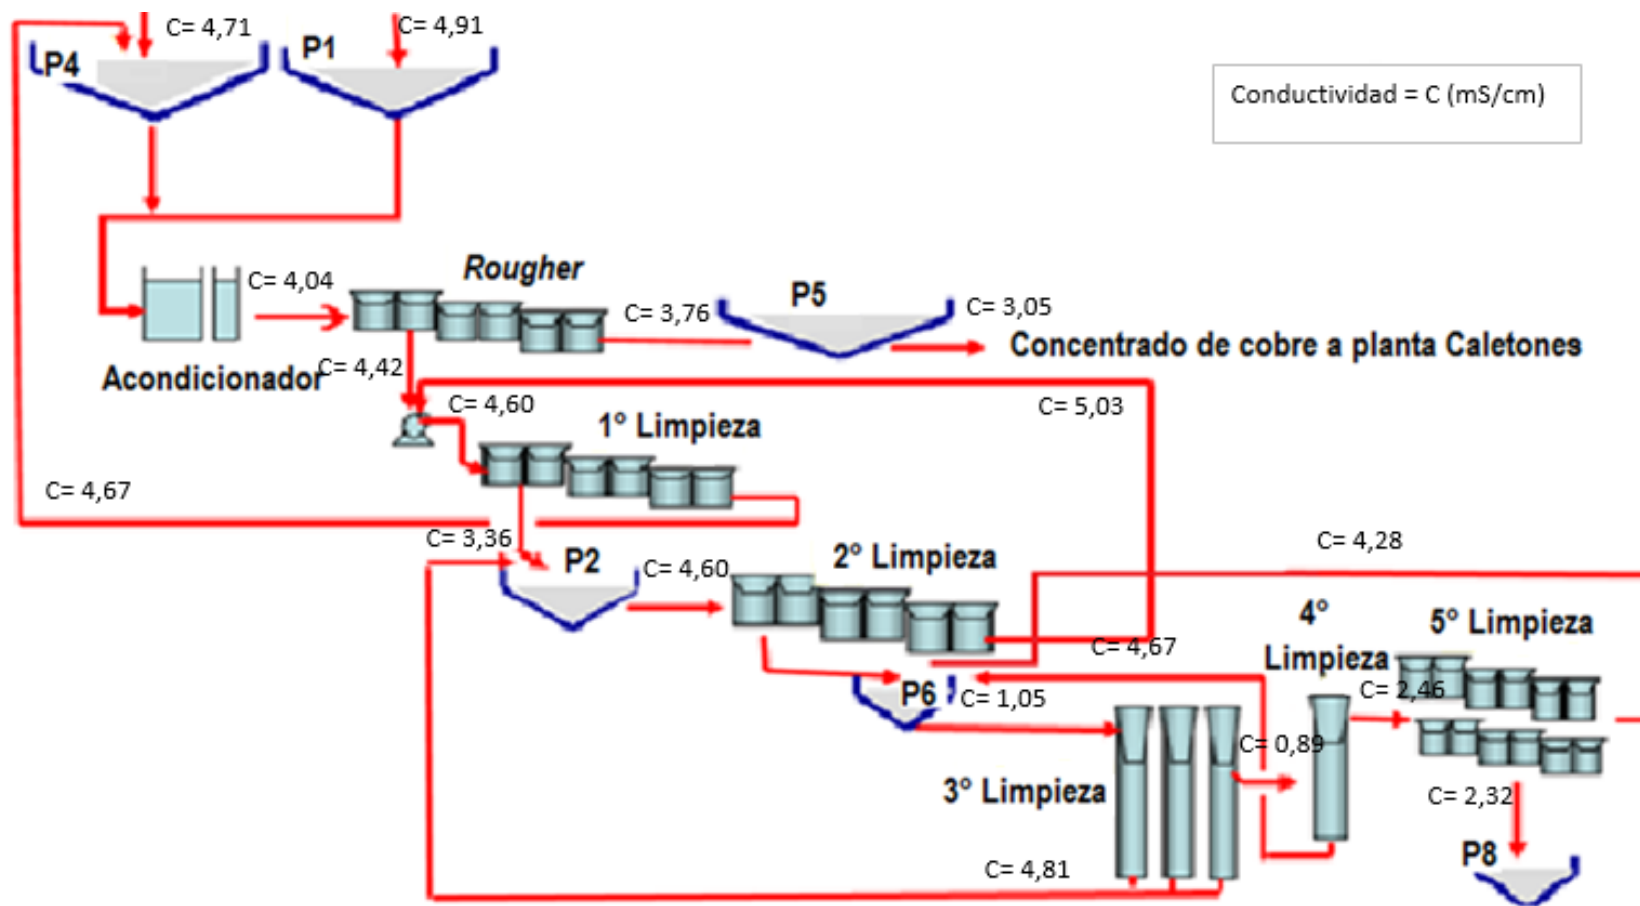 C= 4,71
C= 4,91
P4
P1
Conductividad = C (mS/cm)
Rougher
C= 4,04
C= 3,76
P5
C= 3,05
Concentrado de cobre a planta Caletones
Acondicionador
C= 4,42
C= 4,60
1° Limpieza
C= 5,03
C= 4,67
C= 3,36
P2
C= 4,60
2° Limpieza
C= 4,28
4°
Limpieza
5° Limpieza
C= 4,67
P6
C= 1,05
C= 2,46
C= 0,89
3° Limpieza
C= 2,32
C= 4,81
P8